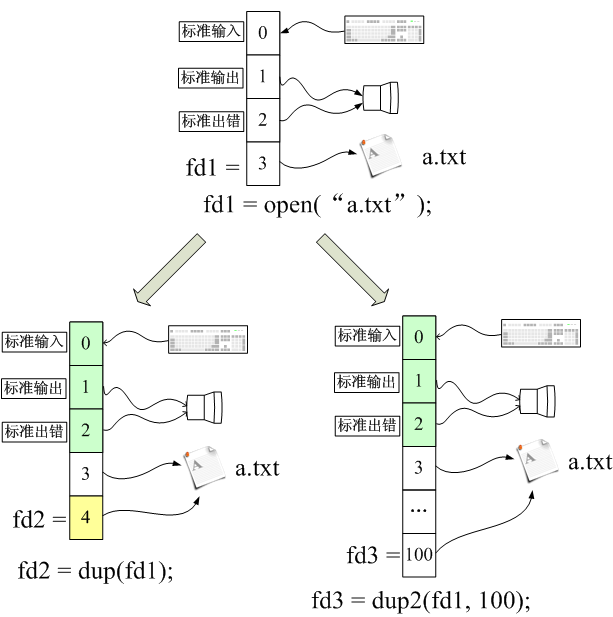 标准输入 0
标准输出 1
标准出错 2
fd1 = 3
A
a.txt
fd1 = open(“a.txt”);
标准输入 0
标准输出 1
标准出错 2
3
A
a.txt
fd2 = 4
fd2 = dup(fd1);
标准输入 0
标准输出 1
标准出错 2
3
A
a.txt
...
fd3 = 100
fd3 = dup2(fd1, 100);